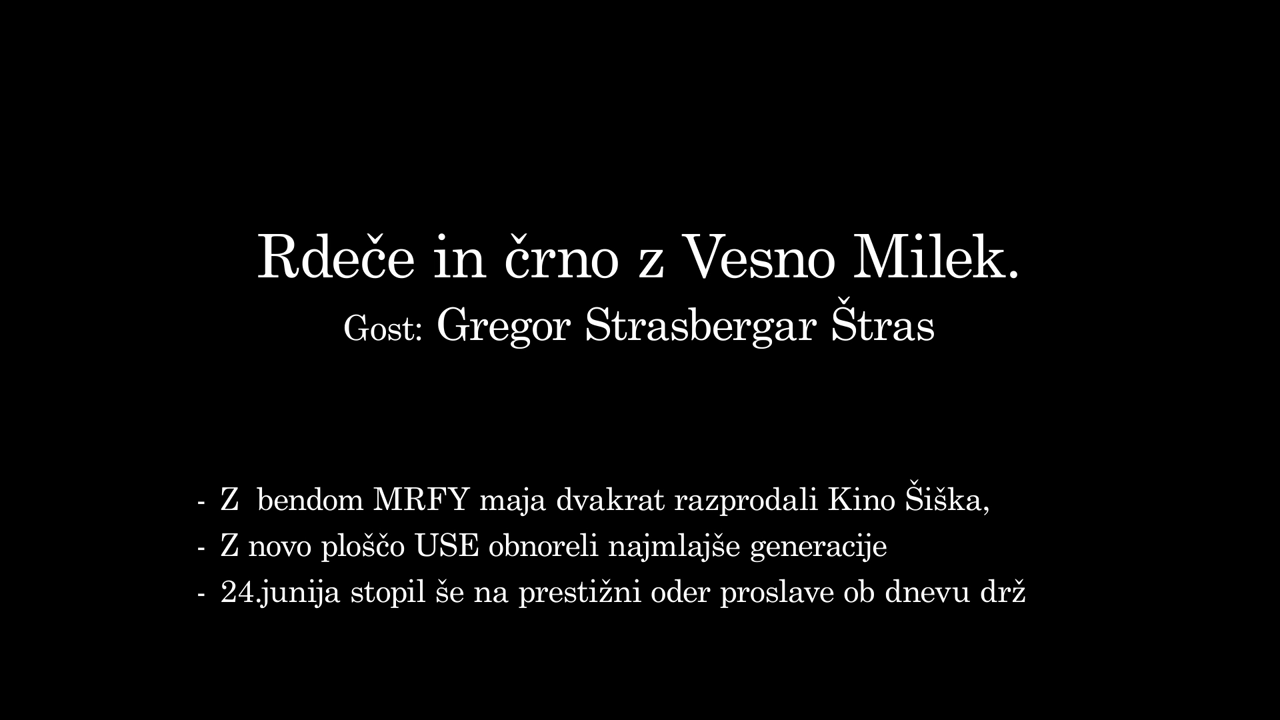 Rdeče in črno z Vesno Milek.
Gost: Gregor Strasbergar Štras
- Z bendom MRFY maja dvakrat razprodali Kino Šiška,
- Z novo ploščo USE obnoreli najmlajše generacije
- 24.junija stopil še na prestižni oder proslave ob dnevu drž